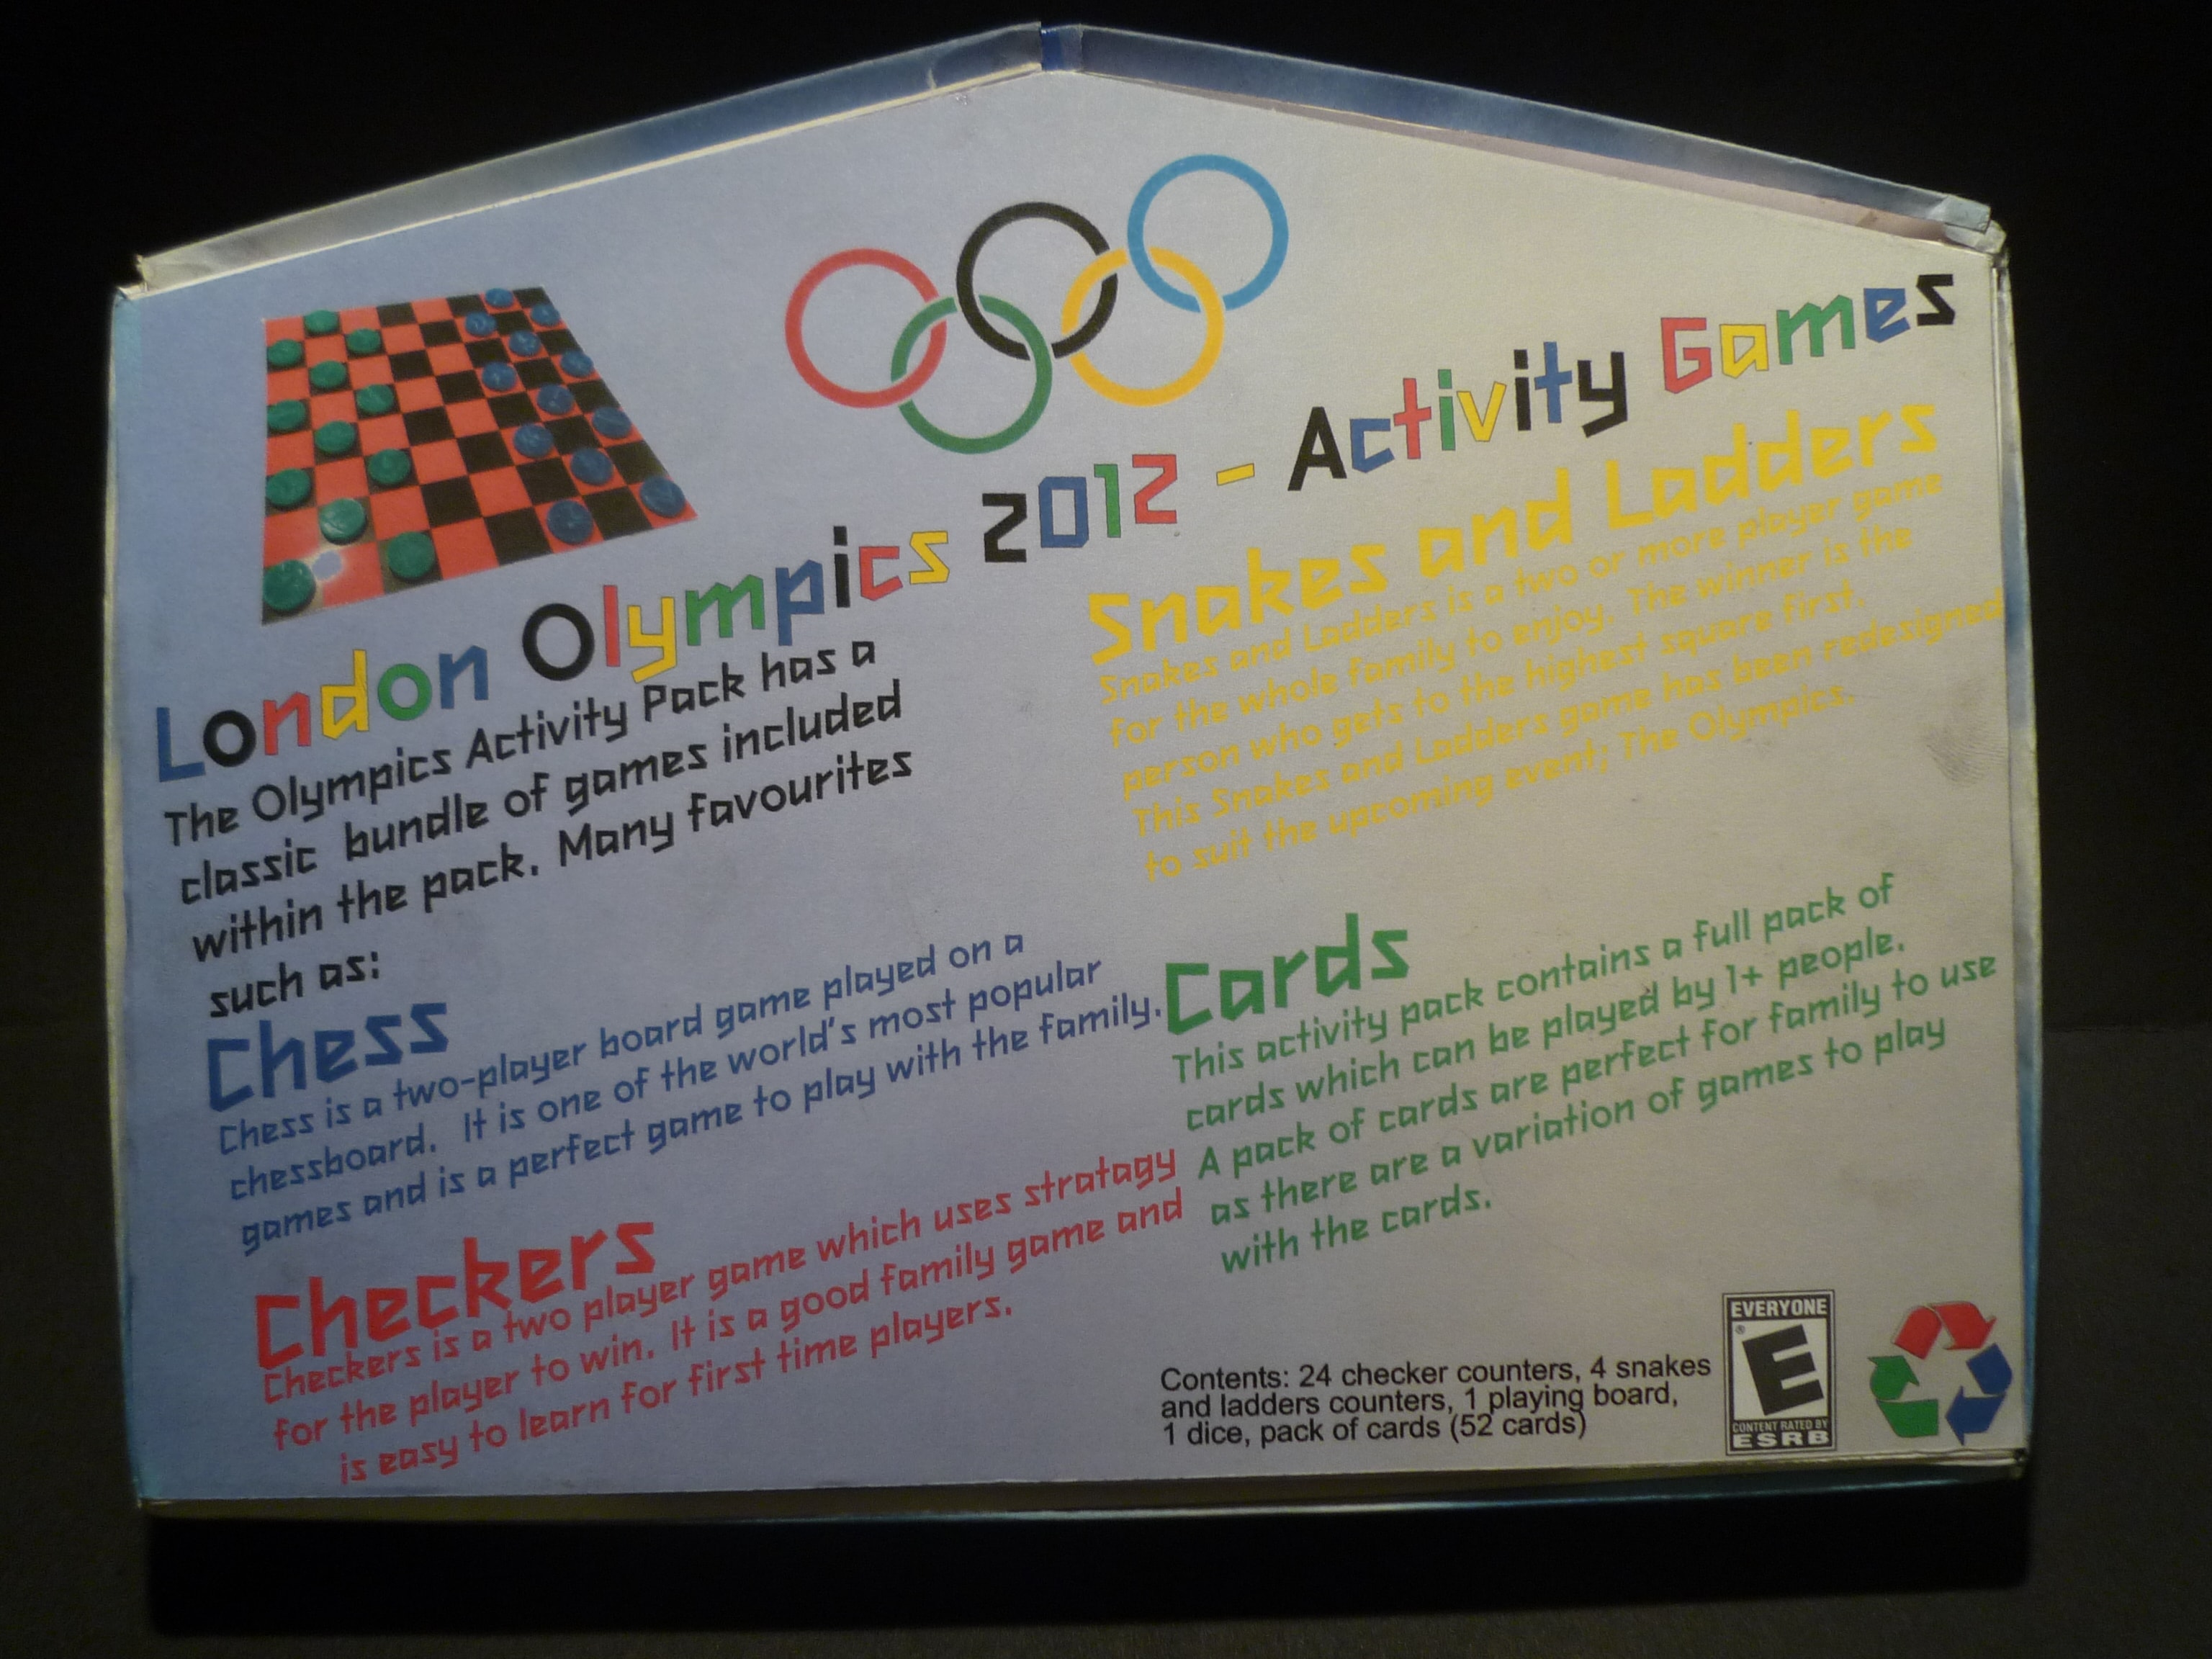 London Olympics 2012 - Activity Games
The Olympics Activity Pack has a
classic bundle of games included
within the pack. Many favourites
such as:
Chess
Chess is a two-player board game played on a
chessboard. It is one of the world's most popular
games and is a perfect game to play with the family.
Checkers
Checkers is a two player game which uses stratagy
for the player to win. It is a good family game and
is easy to learn for first time players.
Snakes and Ladders
Snakes and Ladders is a two or more player game
for the whole family to enjoy. The winner is the
person who gets to the highest square first.
This Snakes and Ladders game has been redesigned
to suit the upcoming event; The Olympics.
Cards
This activity pack contains a full pack of
cards which can be played by 1+ people.
A pack of cards are perfect for family to use
as there are a variation of games to play
with the cards.
Contents: 24 checker counters, 4 snakes
and ladders counters, 1 playing board,
1 dice, pack of cards (52 cards)
EVERYONE
E
®
CONTENT RATED BY
ESRB